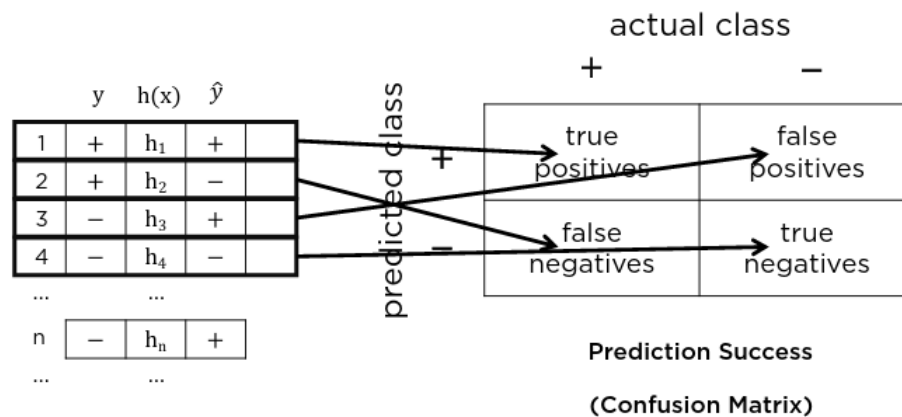 actual class
+ −
y h(x) ŷ
1 + h₁ +
2 + h₂ −
3 − h₃ +
4 − h₄ −
... ...
n − hₙ +
... ...
predicted class
+
−
true
positives
false
positives
false
negatives
true
negatives
Prediction Success
(Confusion Matrix)